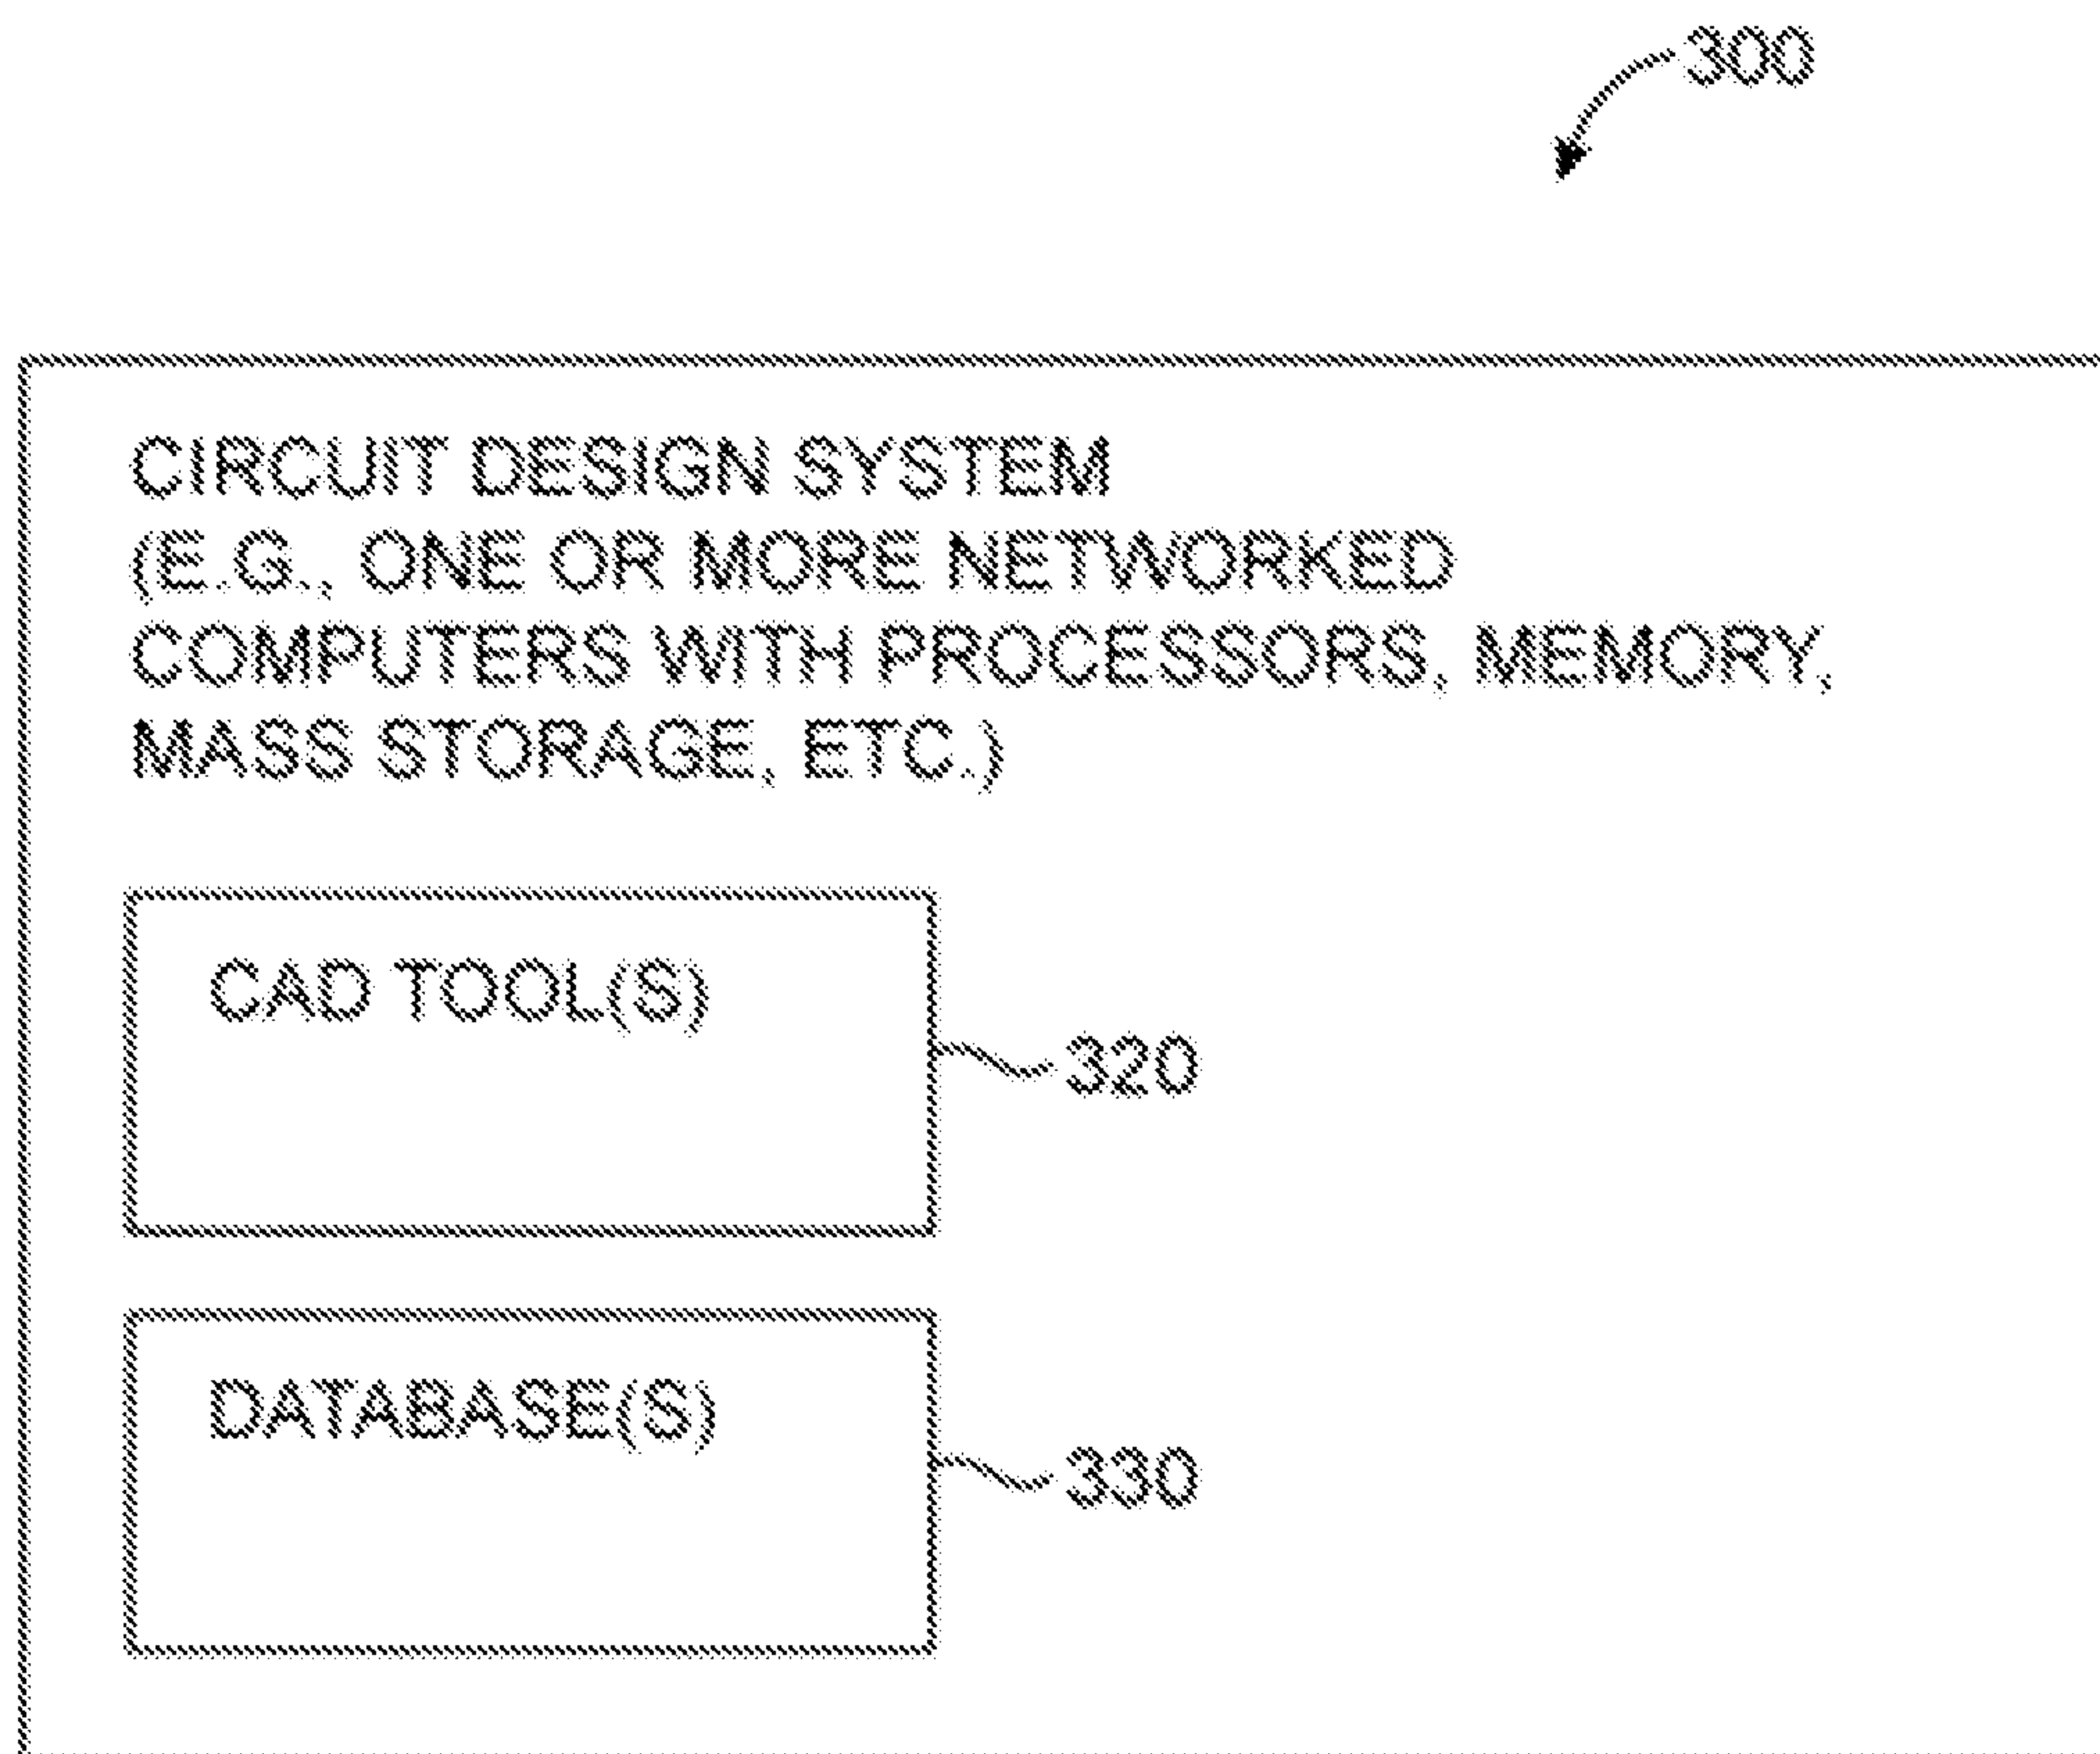 300
CIRCUIT DESIGN SYSTEM
(E.G., ONE OR MORE NETWORKED
COMPUTERS WITH PROCESSORS, MEMORY,
MASS STORAGE, ETC.)
CAD TOOL(S)
320
DATABASE(S)
330